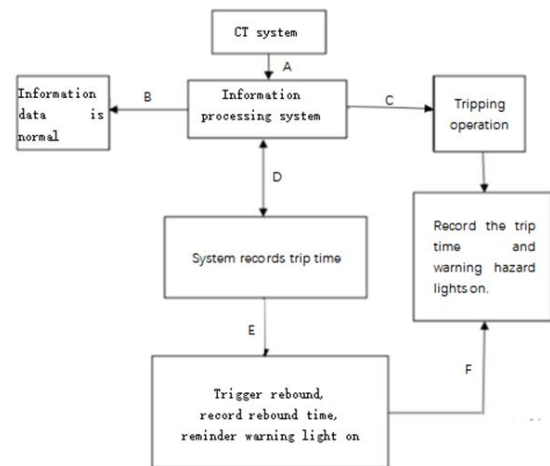 CT system
A
Information
data is
normal
B
Information
processing system
C
Tripping
operation
D
System records trip time
Record the trip
time and
warning hazard
lights on.
E
F
Trigger rebound,
record rebound time,
reminder warning light on